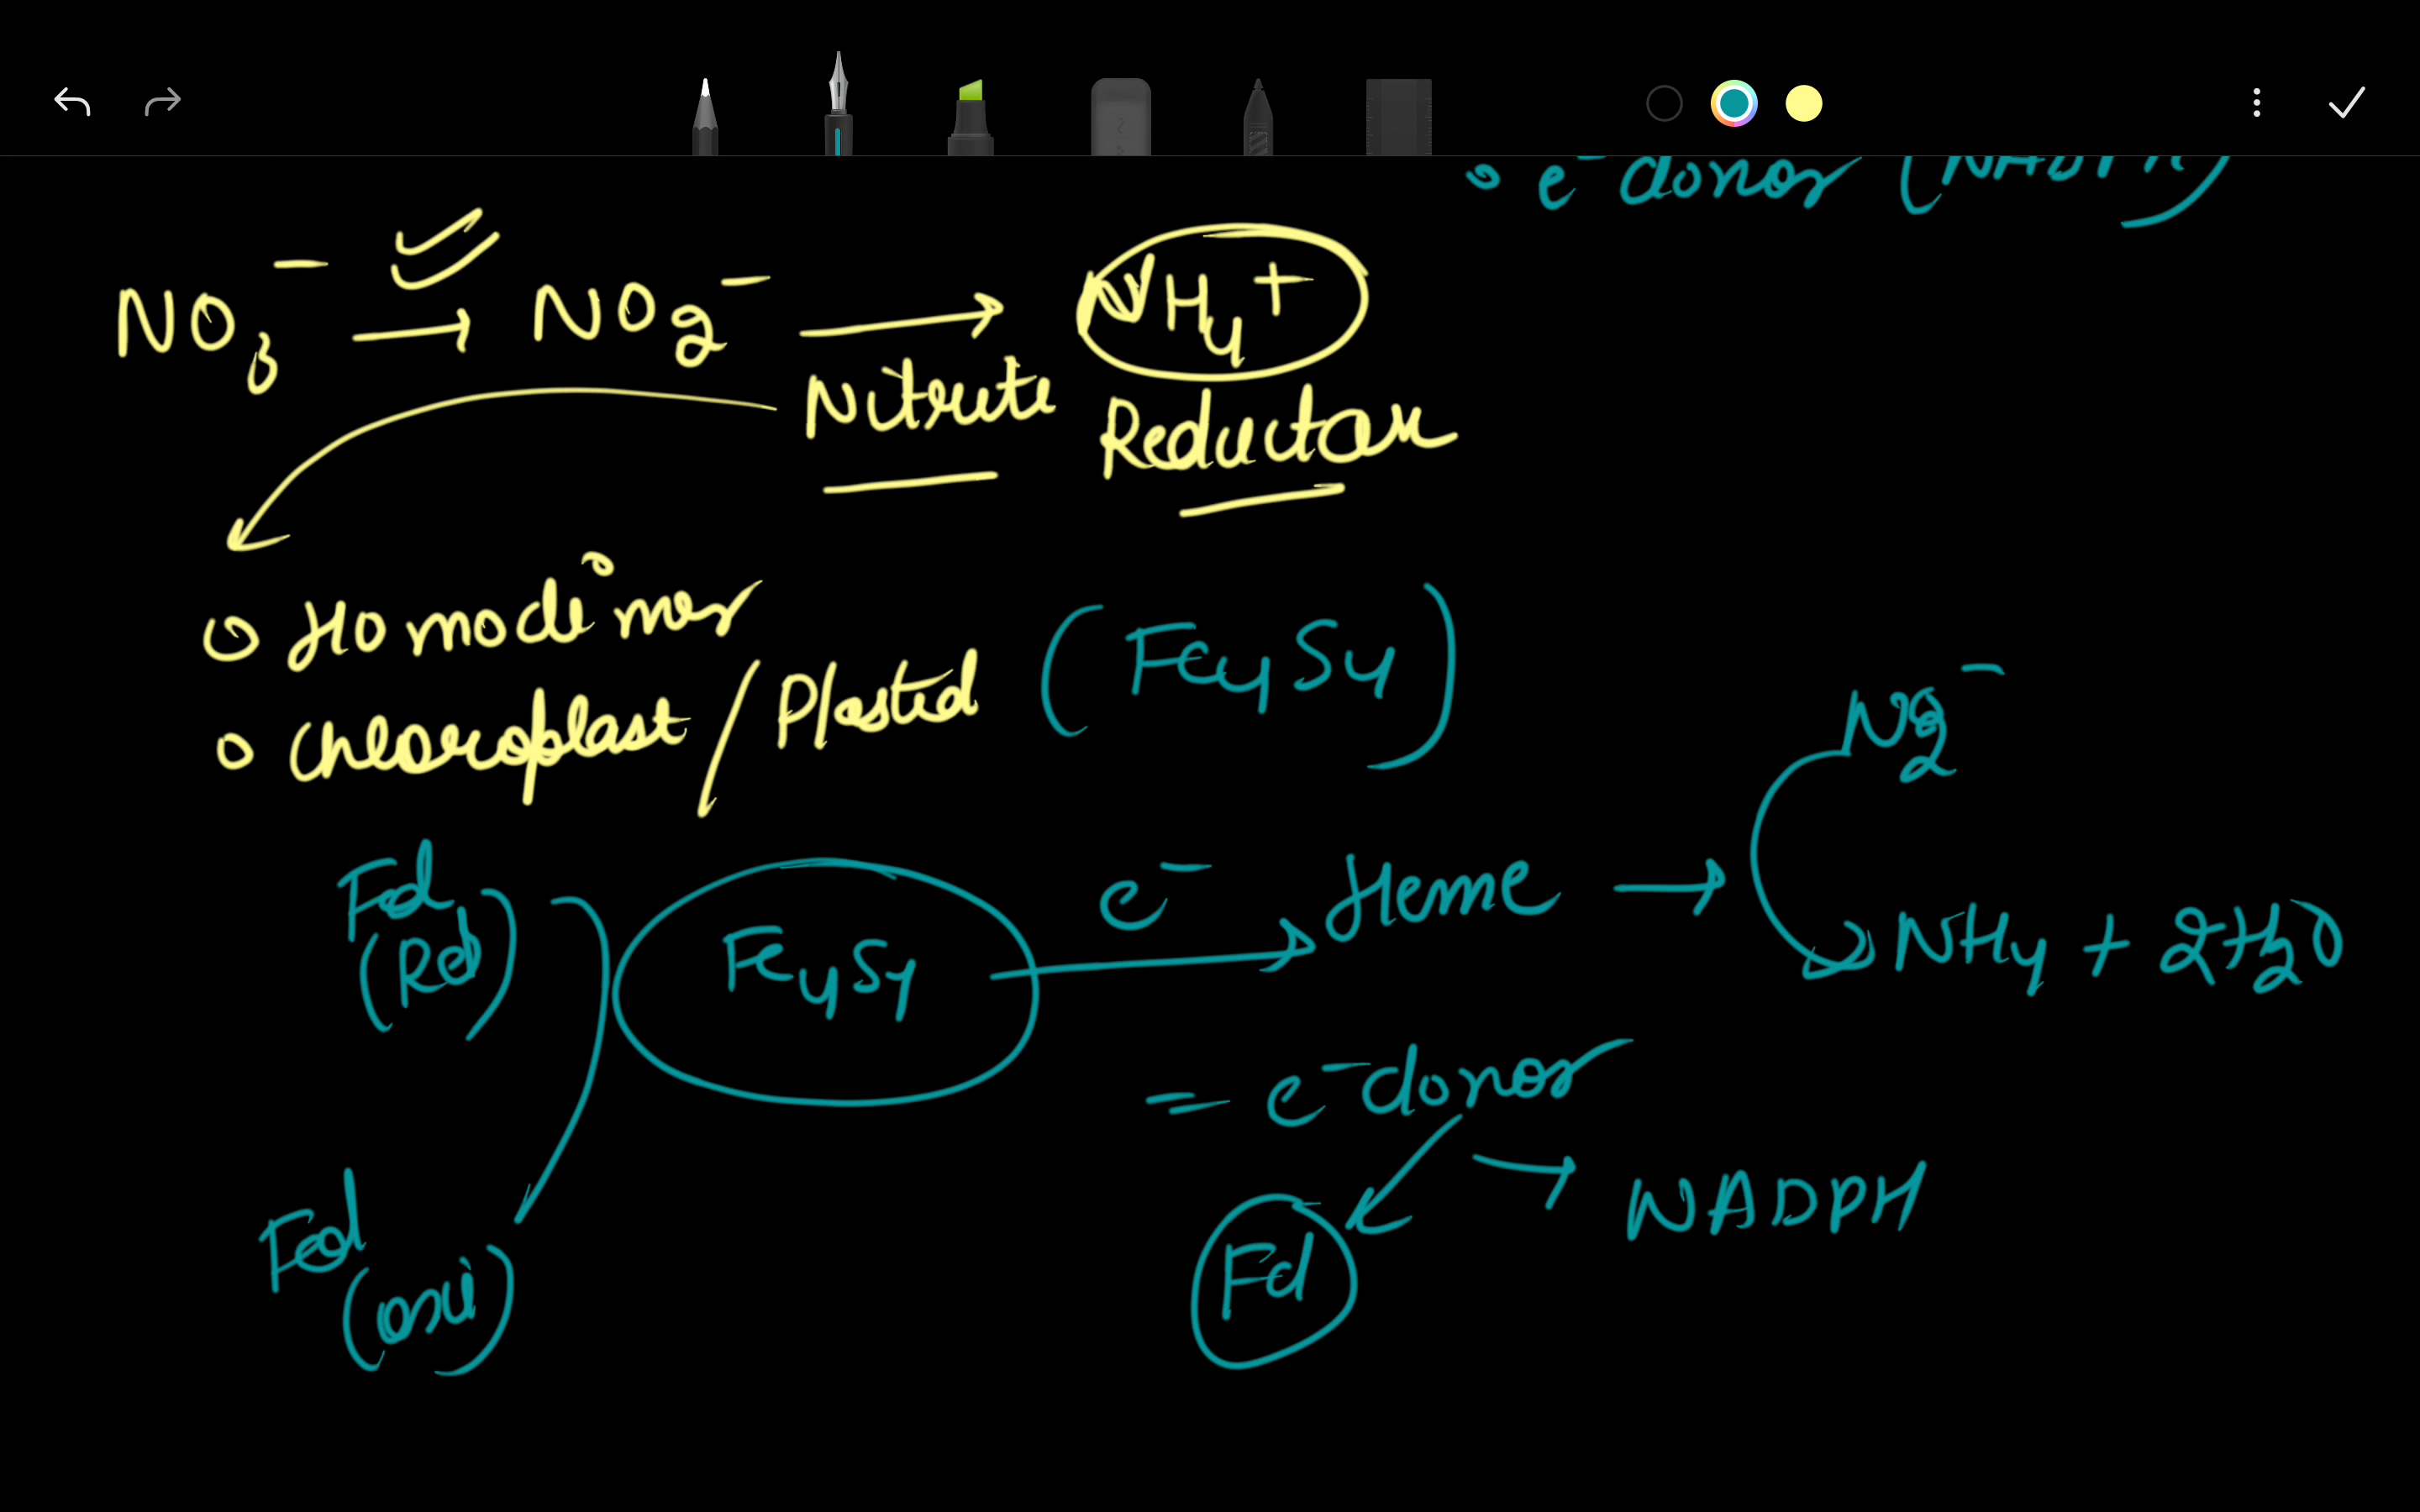 • e⁻ donor (NADPH)
NO₃⁻ → NO₂⁻ → NH₄⁺
Nitrite Reductase
○ Homodimer
○ Chloroplast / Plastid (Fe₄S₄)
NO₂⁻
Fd (Red) Fe₄S₄ e⁻ → Heme → NH₄ + 2H₂O
= e⁻ donor
→ NADPH
Fd (oxi) Fd